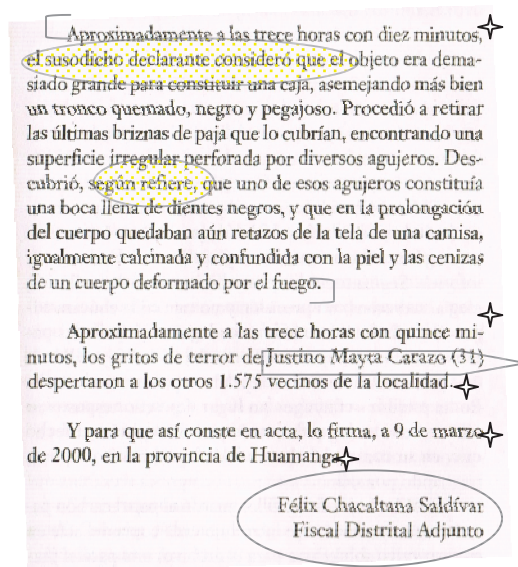 Aproximadamente a las trece horas con diez minutos,
el susodicho declarante consideró que el objeto era dema-
siado grande para constituir una caja, asemejando más bien
un tronco quemado, negro y pegajoso. Procedió a retirar
las últimas briznas de paja que lo cubrían, encontrando una
superficie irregular perforada por diversos agujeros. Des-
cubrió, según refiere, que uno de esos agujeros constituía
una boca llena de dientes negros, y que en la prolongación
del cuerpo quedaban aún retazos de la tela de una camisa,
igualmente calcinada y confundida con la piel y las cenizas
de un cuerpo deformado por el fuego.
Aproximadamente a las trece horas con quince mi-
nutos, los gritos de terror de Justino Mayta Carazo (31)
despertaron a los otros 1.575 vecinos de la localidad.
Y para que así conste en acta, lo firma, a 9 de marzo
de 2000, en la provincia de Huamanga,
Félix Chacaltana Saldívar
Fiscal Distrital Adjunto